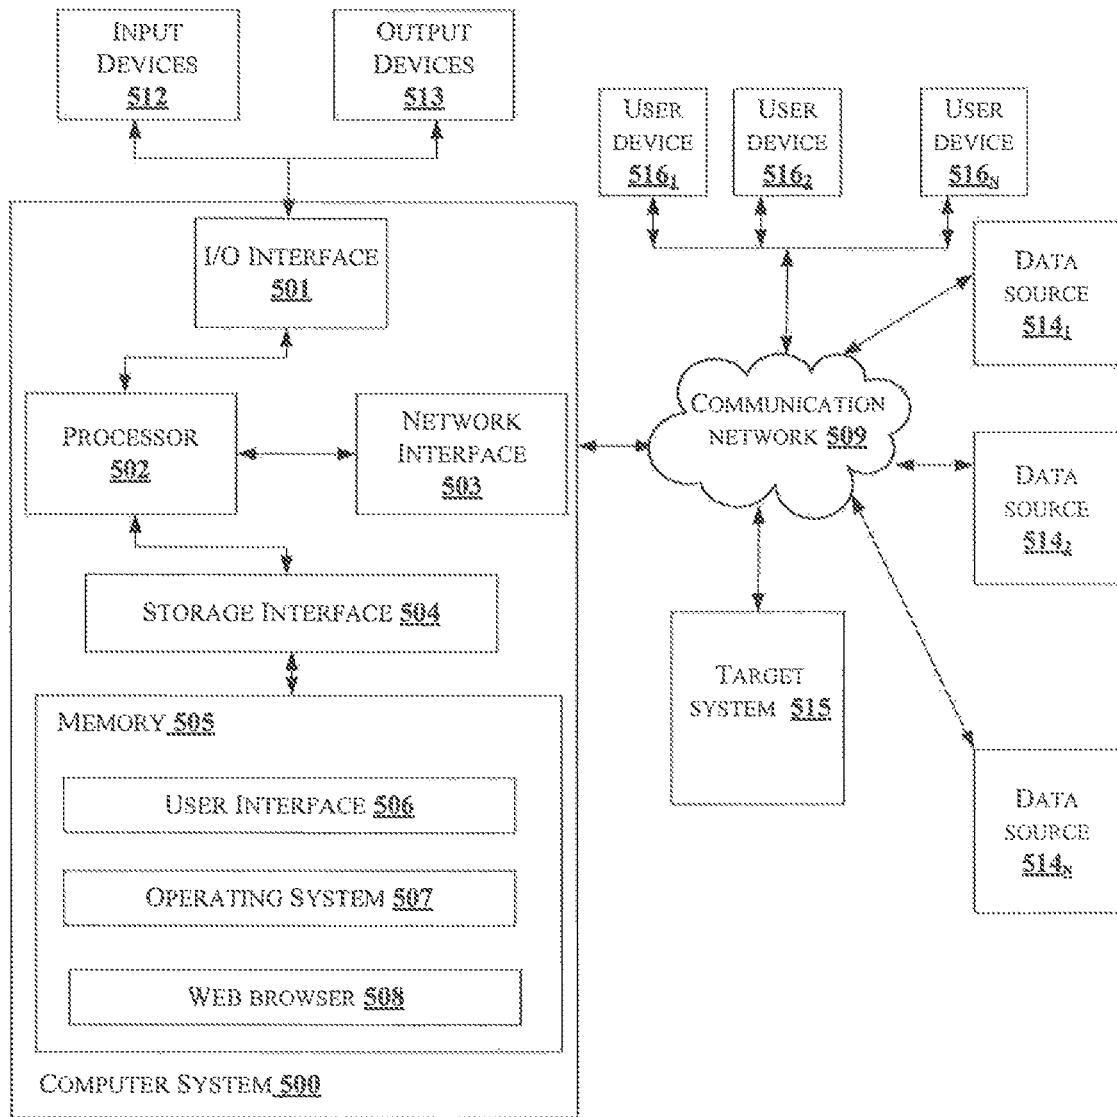 INPUT
DEVICES
512
OUTPUT
DEVICES
513
USER
DEVICE
516₁
USER
DEVICE
516₂
USER
DEVICE
516N
I/O INTERFACE
501
DATA
SOURCE
514₁
PROCESSOR
502
NETWORK
INTERFACE
503
COMMUNICATION
NETWORK 509
DATA
SOURCE
514₂
STORAGE INTERFACE 504
TARGET
SYSTEM 515
MEMORY 505
USER INTERFACE 506
OPERATING SYSTEM 507
WEB BROWSER 508
DATA
SOURCE
514N
COMPUTER SYSTEM 500